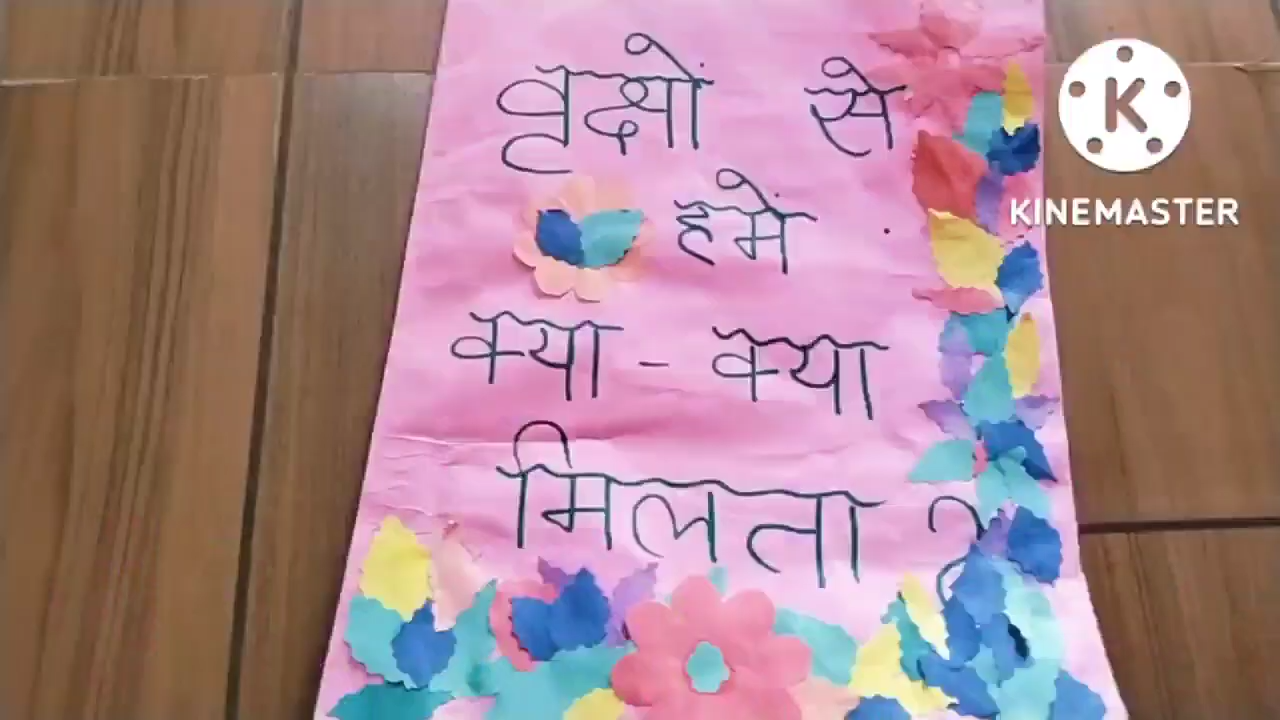 वृक्षों से
हमें
क्या - क्या
मिलता ?
K
KINEMASTER